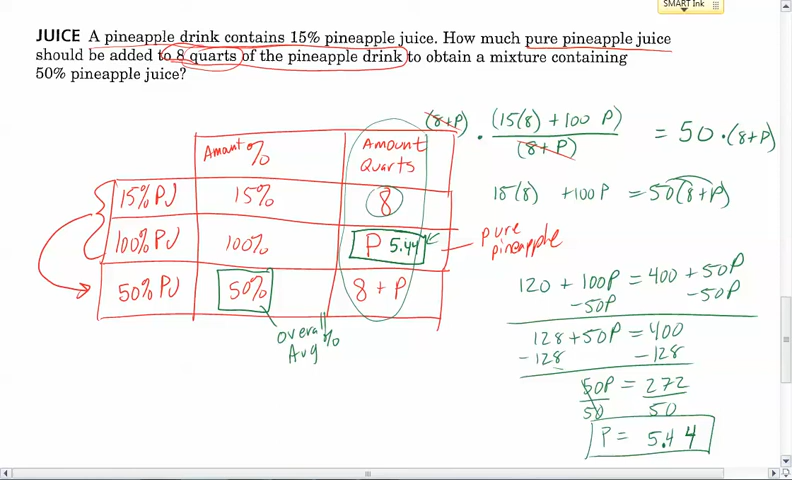 SMART Ink
JUICE A pineapple drink contains 15% pineapple juice. How much pure pineapple juice
should be added to 8 quarts of the pineapple drink to obtain a mixture containing
50% pineapple juice?
Amount %
Amount Quarts
15% PJ 15% 8
100% PJ 100% P 5.44
50% PJ 50% 8 + P
overall Avg %
pure pineapple
(8+P) · (15(8) + 100 P) / (8+P) = 50 · (8+P)
15(8) + 100P = 50(8+P)
120 + 100P = 400 + 50P
-50P -50P
128 + 50P = 400
-128 -128
50P = 272
50 50
P = 5.44